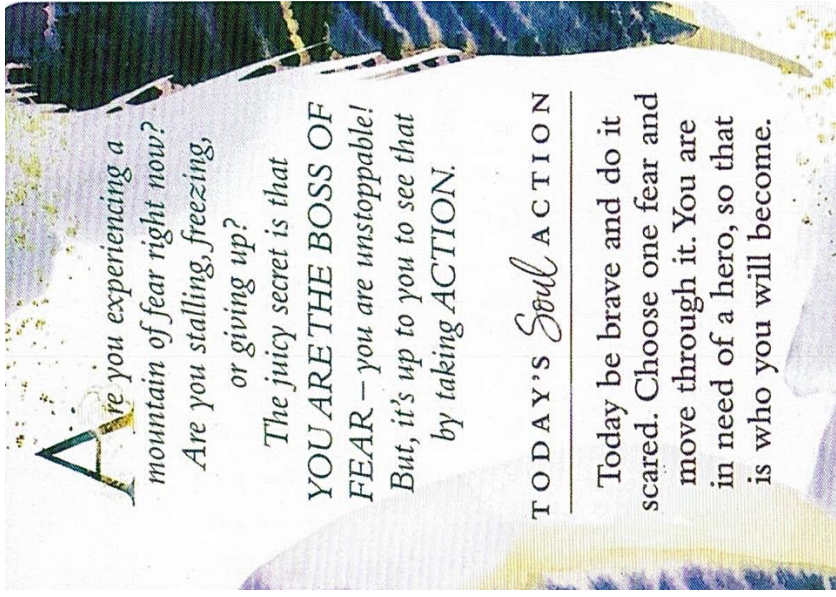 Are you experiencing a
mountain of fear right now?
Are you stalling, freezing,
or giving up?
The juicy secret is that
YOU ARE THE BOSS OF
FEAR – you are unstoppable!
But, it's up to you to see that
by taking ACTION.
TODAY'S Soul ACTION
Today be brave and do it
scared. Choose one fear and
move through it. You are
in need of a hero, so that
is who you will become.